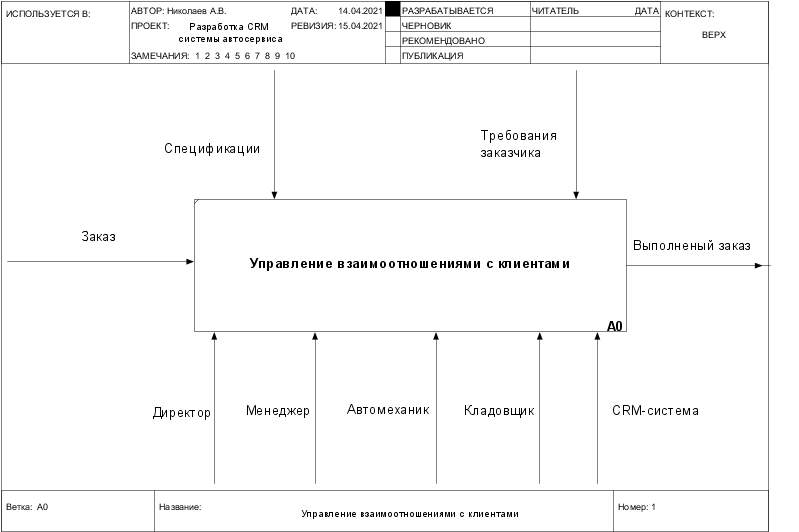 ИСПОЛЬЗУЕТСЯ В:
АВТОР: Николаев А.В.
ДАТА: 14.04.2021
ПРОЕКТ: Разработка CRM
системы автосервиса
РЕВИЗИЯ: 15.04.2021
ЗАМЕЧАНИЯ: 1 2 3 4 5 6 7 8 9 10
РАЗРАБАТЫВАЕТСЯ
ЧЕРНОВИК
РЕКОМЕНДОВАНО
ПУБЛИКАЦИЯ
ЧИТАТЕЛЬ
ДАТА
КОНТЕКСТ:
ВЕРХ
Спецификации
Требования
заказчика
Заказ
Управление взаимоотношениями с клиентами
A0
Выполненый заказ
Директор
Менеджер
Автомеханик
Кладовщик
CRM-система
Ветка: A0
Название:
Управление взаимоотношениями с клиентами
Номер: 1